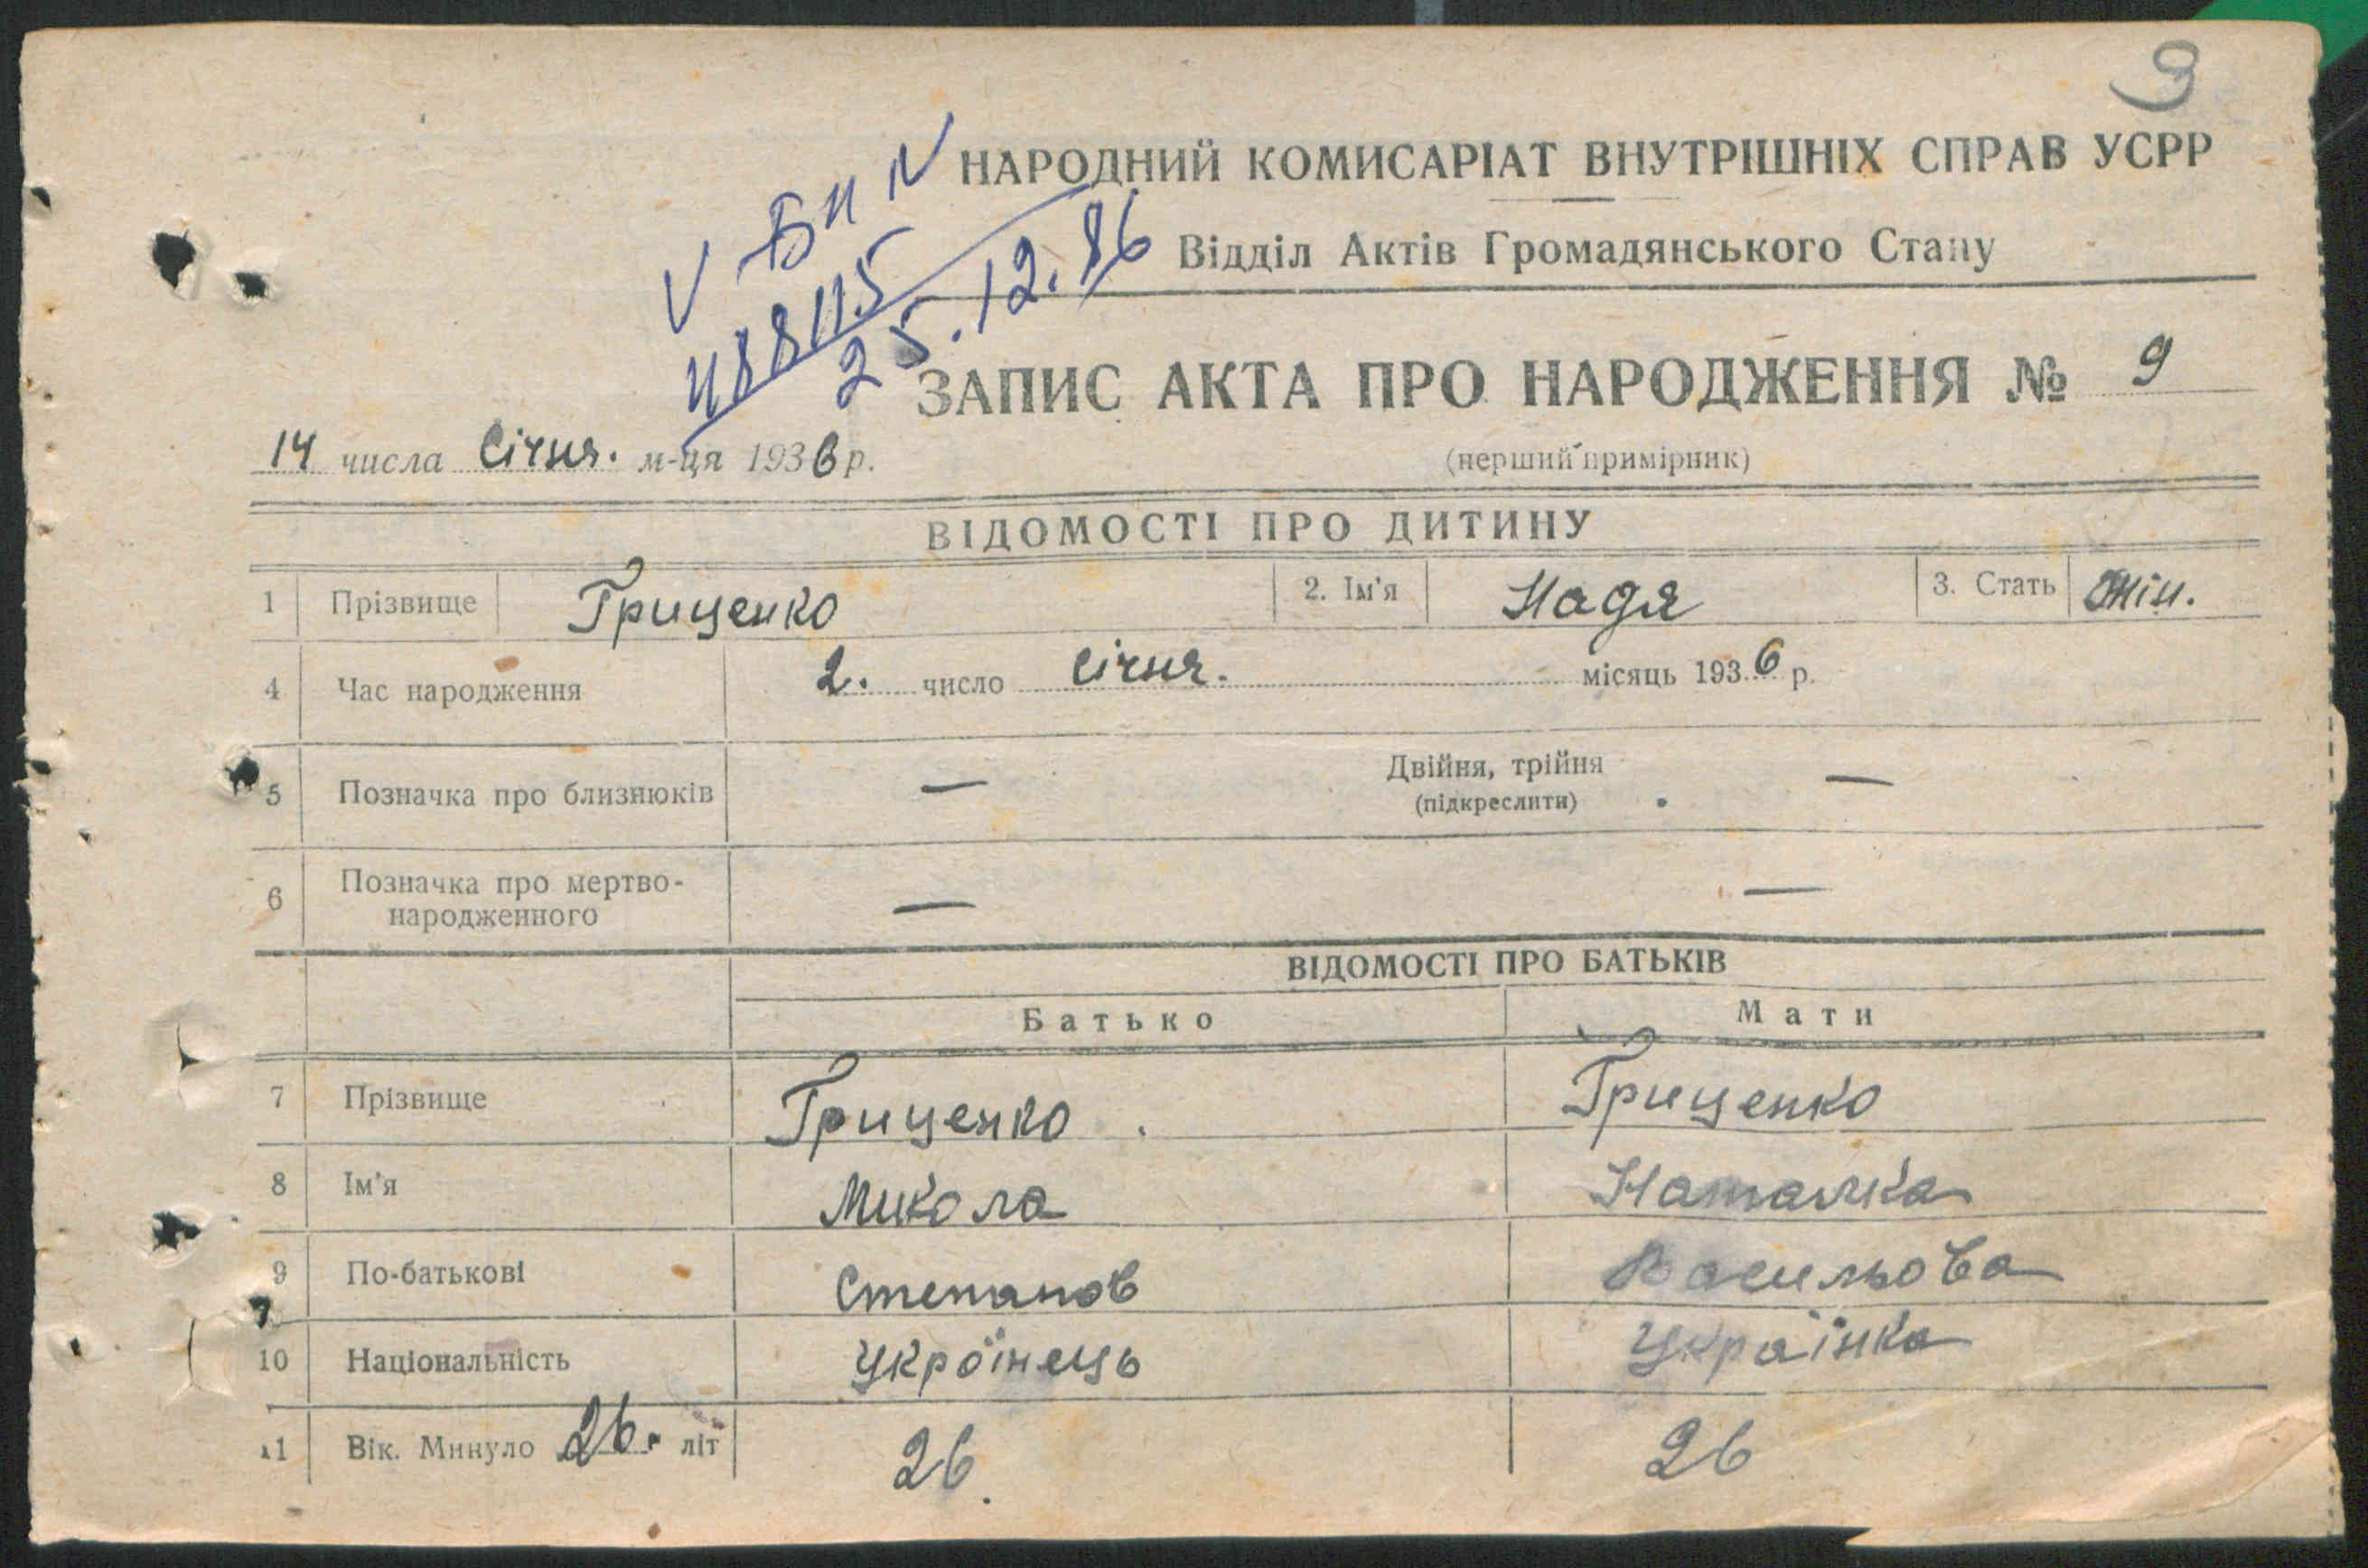 9
НАРОДНИЙ КОМИСАРІАТ ВНУТРІШНІХ СПРАВ УСРР
V БН N
488115
25.12.86
Відділ Актів Громадянського Стану
ЗАПИС АКТА ПРО НАРОДЖЕННЯ № 9
14 числа Січня. м-ця 1936 р.
(перший примірник)
ВІДОМОСТІ ПРО ДИТИНУ
1 Прізвище Гриценко 2. Ім'я Надя 3. Стать Жін.
4 Час народження 2. число Січня. місяць 1936 р.
5 Позначка про близнюків — Двійня, трійня —
(підкреслити)
6 Позначка про мертво-
народженного — —
ВІДОМОСТІ ПРО БАТЬКІВ
Батько Мати
7 Прізвище Гриценко . Гриценко
8 Ім'я Микола Наталка
9 По-батькові Степанов Васильова
10 Національність Українець Українка
11 Вік. Минуло 26. літ 26. 26